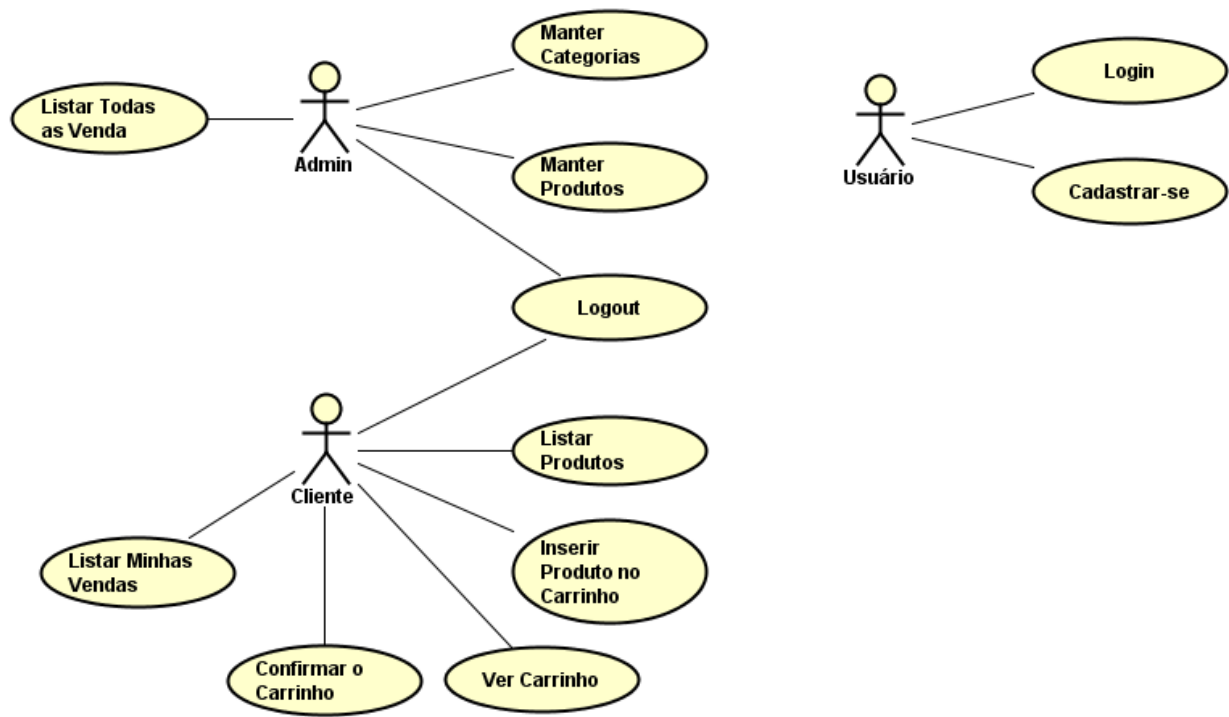 Manter
Categorias
Login
Listar Todas
as Venda
Admin
Manter
Produtos
Usuário
Cadastrar-se
Logout
Listar
Produtos
Cliente
Listar Minhas
Vendas
Inserir
Produto no
Carrinho
Confirmar o
Carrinho
Ver Carrinho